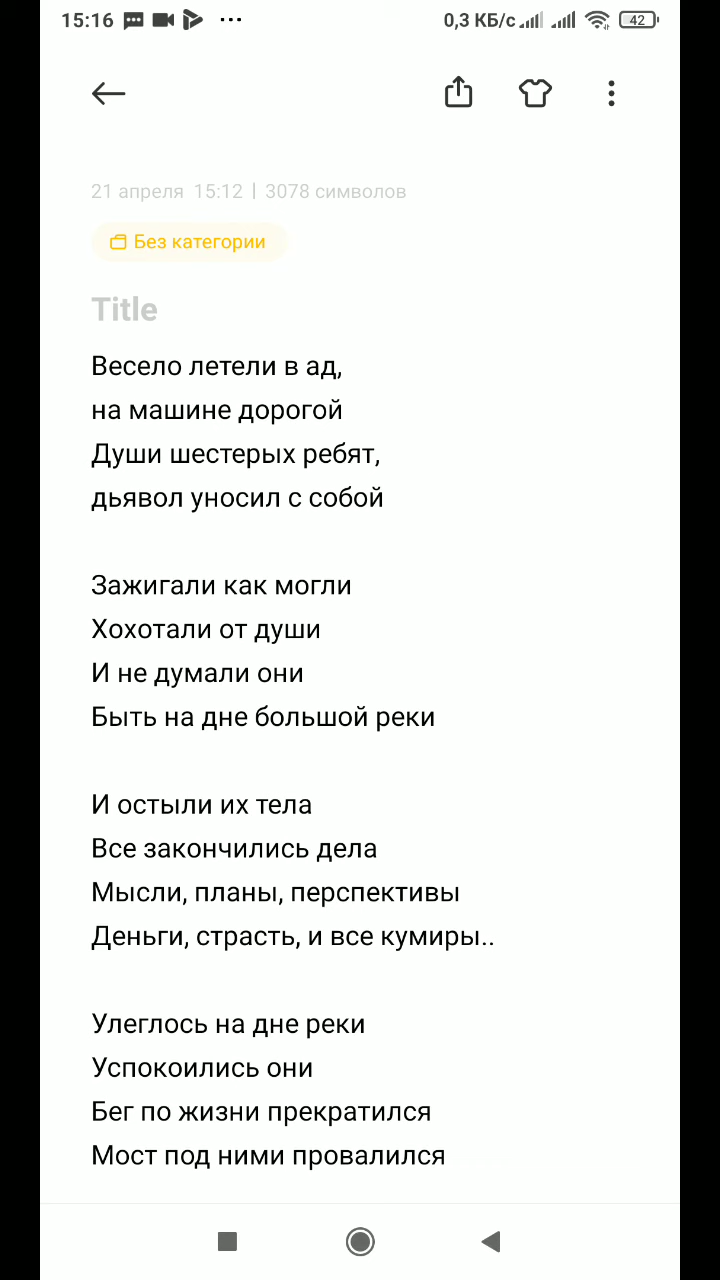 15:16
0,3 КБ/с
42
21 апреля 15:12 | 3078 символов
Без категории
Title
Весело летели в ад,
на машине дорогой
Души шестерых ребят,
дьявол уносил с собой
Зажигали как могли
Хохотали от души
И не думали они
Быть на дне большой реки
И остыли их тела
Все закончились дела
Мысли, планы, перспективы
Деньги, страсть, и все кумиры..
Улеглось на дне реки
Успокоились они
Бег по жизни прекратился
Мост под ними провалился